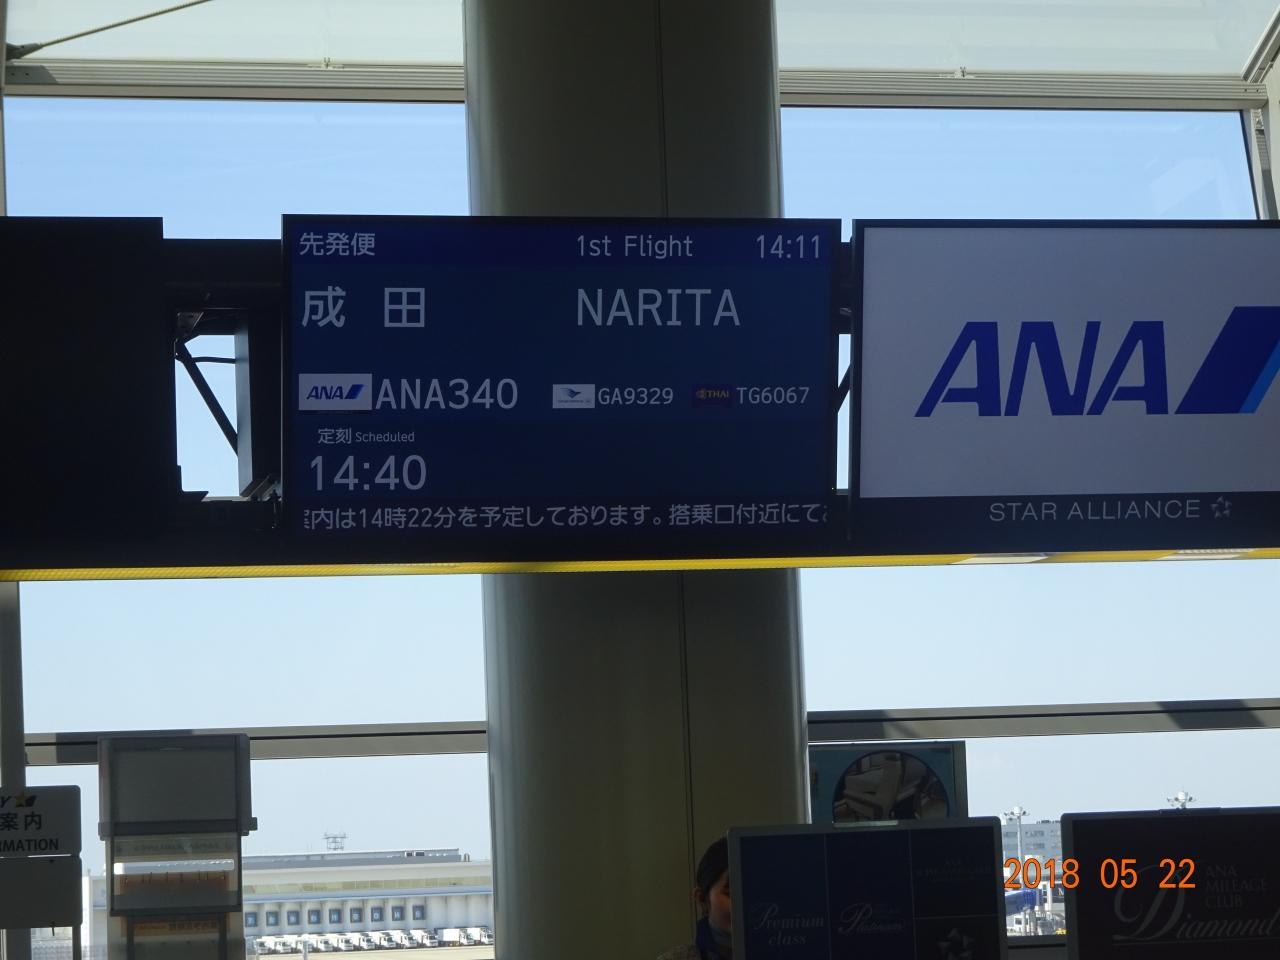 先発便 1st Flight 14:11
成田 NARITA
ANA ANA340 GA9329 THAI TG6067
定刻 Scheduled
14:40
内は14時22分を予定しております。搭乗口付近にて
ANA
STAR ALLIANCE
案内
RMATION
Premium class
Platinum
ANA
MILEAGE
CLUB
Diamond
2018 05 22